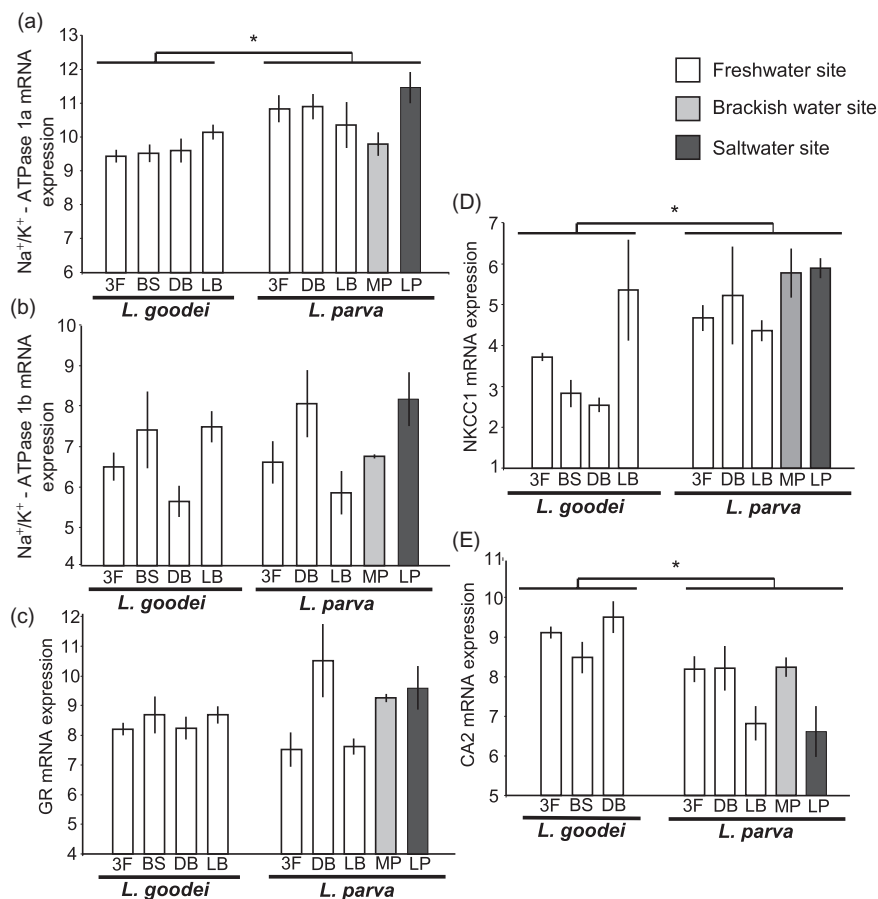 (a)
Na⁺/K⁺ - ATPase 1a mRNA
expression
13
12
11
10
9
8
7
6
*
3F BS DB LB
3F DB LB MP LP
L. goodei
L. parva
Freshwater site
Brackish water site
Saltwater site
(b)
Na⁺/K⁺ - ATPase 1b mRNA
expression
10
9
8
7
6
5
4
3F BS DB LB
3F DB LB MP LP
L. goodei
L. parva
(c)
GR mRNA expression
12
11
10
9
8
7
6
5
4
3F BS DB LB
3F DB LB MP LP
L. goodei
L. parva
(D)
NKCC1 mRNA expression
7
6
5
4
3
2
1
*
3F BS DB LB
3F DB LB MP LP
L. goodei
L. parva
(E)
CA2 mRNA expression
11
10
9
8
7
6
5
*
3F BS DB
3F DB LB MP LP
L. goodei
L. parva